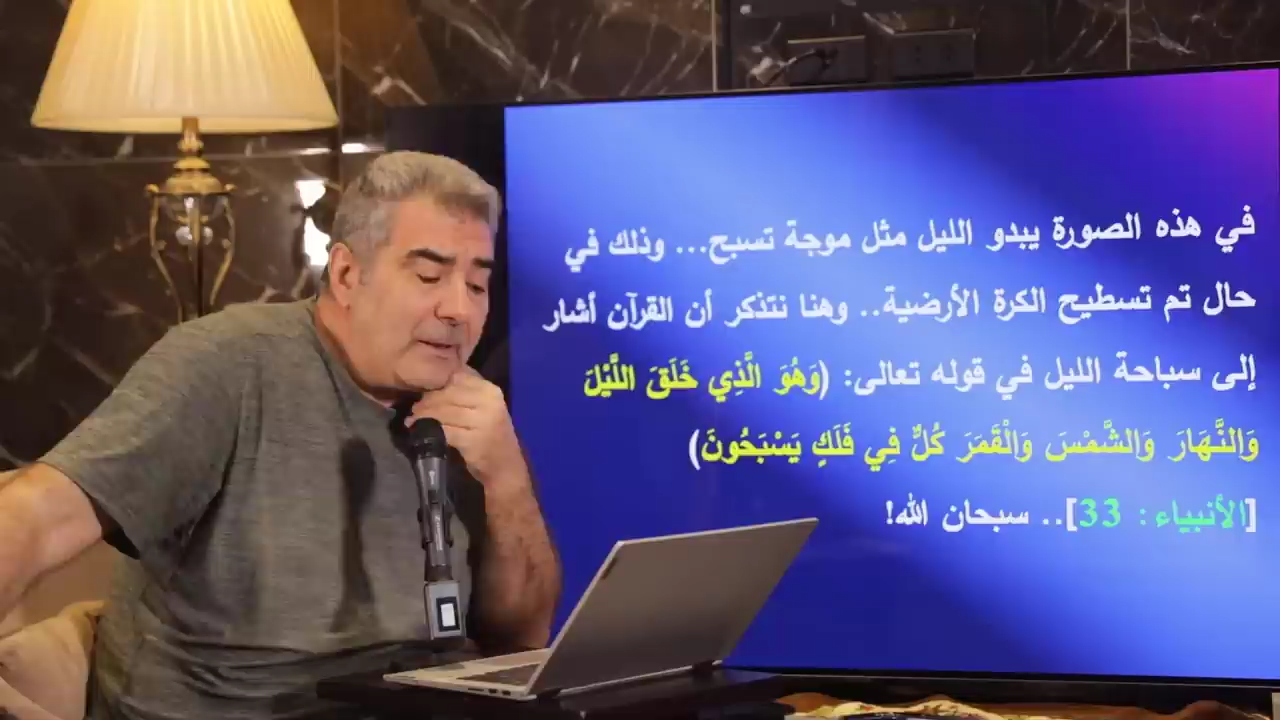 في هذه الصورة يبدو الليل مثل موجة تسبح... وذلك في
حال تم تسطيح الكرة الأرضية.. وهنا نتذكر أن القرآن أشار
إلى سباحة الليل في قوله تعالى: (وَهُوَ الَّذِي خَلَقَ اللَّيْلَ
وَالنَّهَارَ وَالشَّمْسَ وَالْقَمَرَ كُلٌّ فِي فَلَكٍ يَسْبَحُونَ)
[الأنبياء: 33].. سبحان الله!